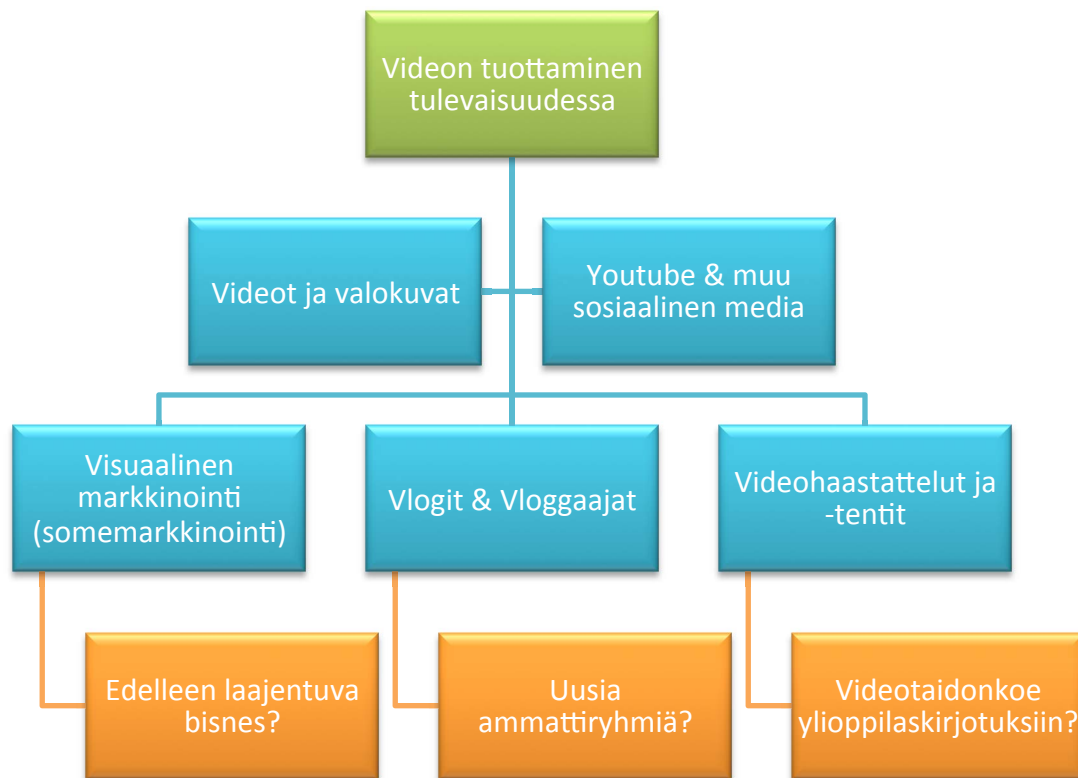 Videon tuottaminen
tulevaisuudessa
Videot ja valokuvat
Youtube & muu
sosiaalinen media
Visuaalinen
markkinointi
(somemarkkinointi)
Vlogit & Vloggaajat
Videohaastattelut ja
-tentit
Edelleen laajentuva
bisnes?
Uusia
ammattiryhmiä?
Videotaidonkoe
ylioppilaskirjotuksiin?